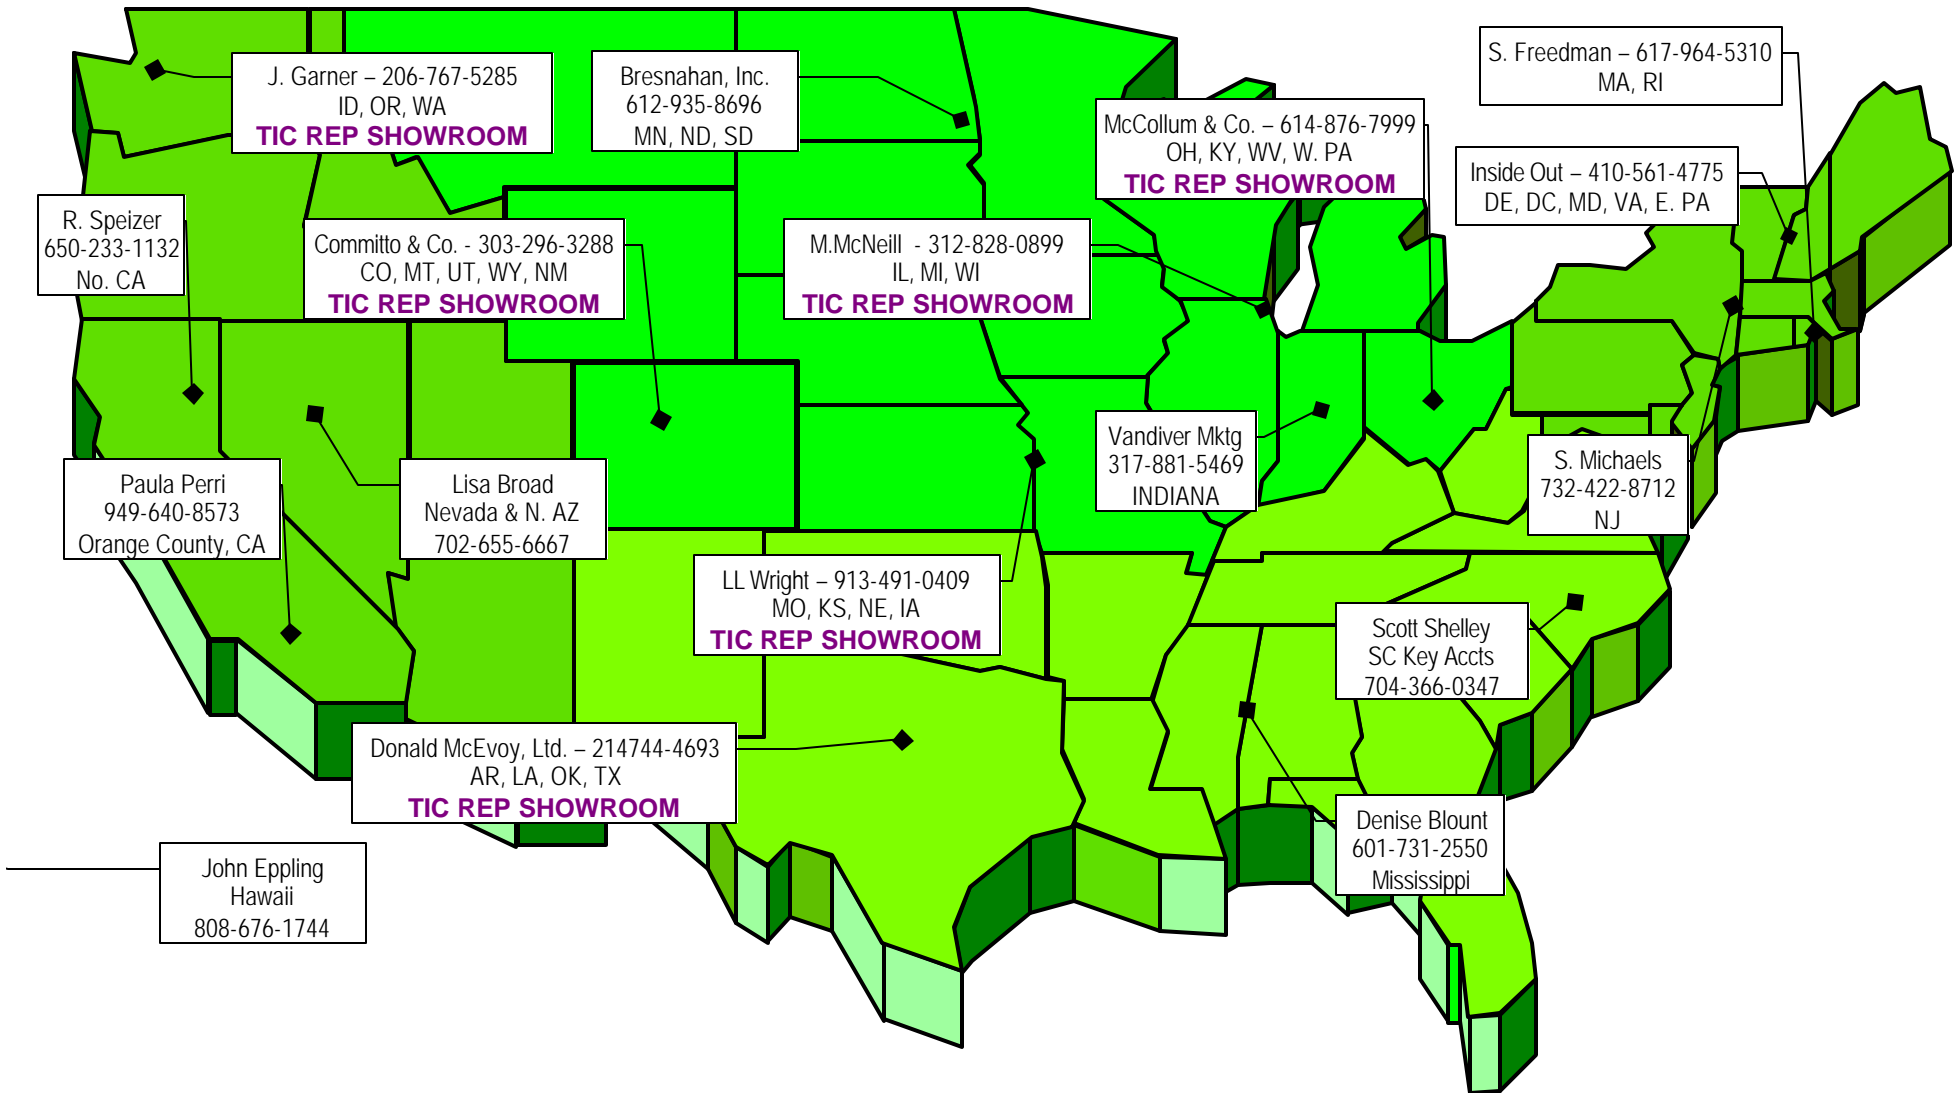 J. Garner – 206-767-5285
ID, OR, WA
TIC REP SHOWROOM
Bresnahan, Inc.
612-935-8696
MN, ND, SD
S. Freedman – 617-964-5310
MA, RI
McCollum & Co. – 614-876-7999
OH, KY, WV, W. PA
TIC REP SHOWROOM
Inside Out – 410-561-4775
DE, DC, MD, VA, E. PA
R. Speizer
650-233-1132
No. CA
Committo & Co. - 303-296-3288
CO, MT, UT, WY, NM
TIC REP SHOWROOM
M.McNeill - 312-828-0899
IL, MI, WI
TIC REP SHOWROOM
Vandiver Mktg
317-881-5469
INDIANA
S. Michaels
732-422-8712
NJ
Paula Perri
949-640-8573
Orange County, CA
Lisa Broad
Nevada & N. AZ
702-655-6667
LL Wright – 913-491-0409
MO, KS, NE, IA
TIC REP SHOWROOM
Scott Shelley
SC Key Accts
704-366-0347
Donald McEvoy, Ltd. – 214744-4693
AR, LA, OK, TX
TIC REP SHOWROOM
Denise Blount
601-731-2550
Mississippi
John Eppling
Hawaii
808-676-1744